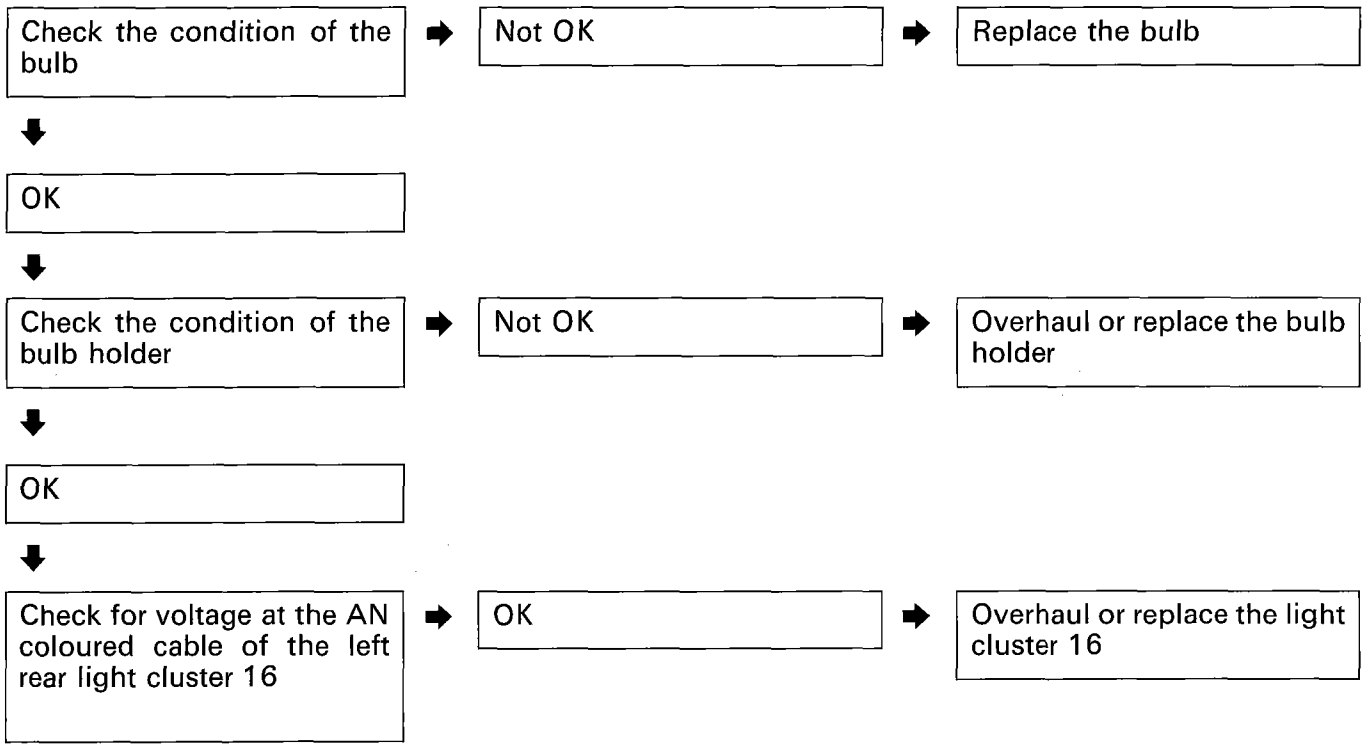 Check the condition of the
bulb
Not OK
Replace the bulb
OK
Check the condition of the
bulb holder
Not OK
Overhaul or replace the bulb
holder
OK
Check for voltage at the AN
coloured cable of the left
rear light cluster 16
OK
Overhaul or replace the light
cluster 16